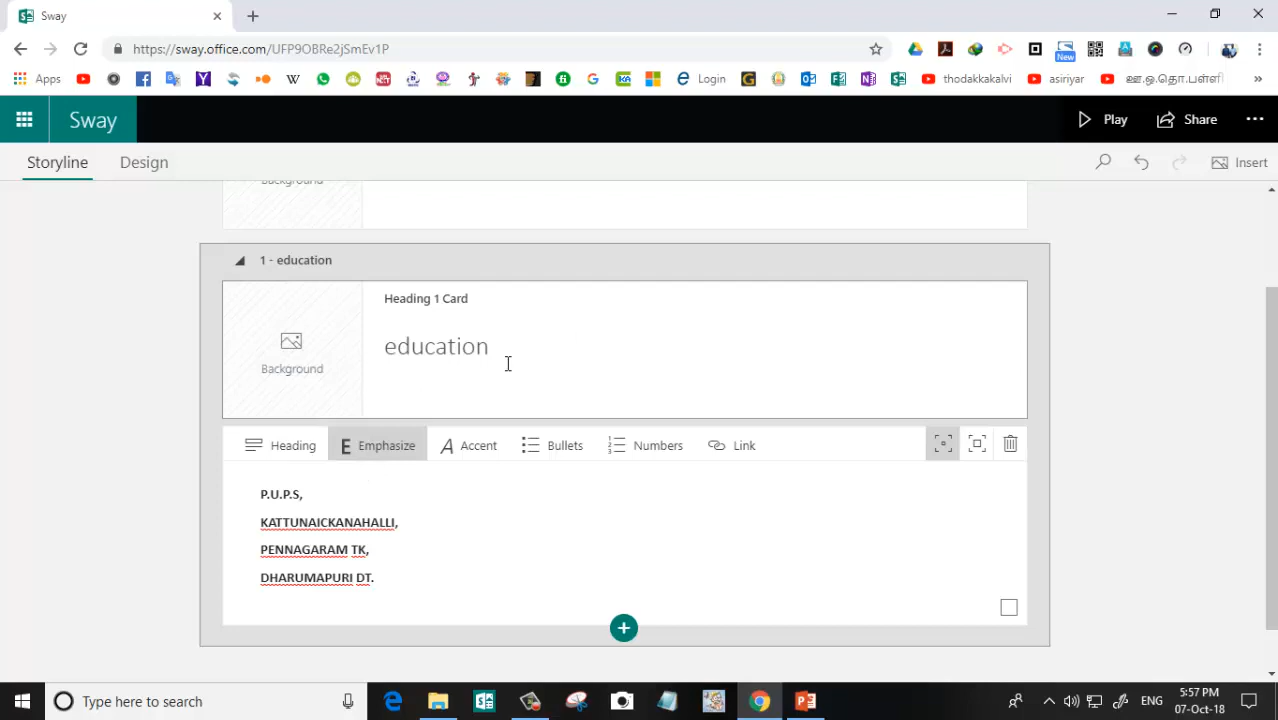 Sway
https://sway.office.com/UFP9OBRe2jSmEv1P
New
Apps
Login
thodakkakalvi
asiriyar
ஊ.ஒ.தொ.பள்ளி
Sway
Play
Share
Storyline
Design
Insert
Background
1 - education
Heading 1 Card
education
Background
Heading
E Emphasize
A Accent
Bullets
Numbers
Link
P.U.P.S,
KATTUNAICKANAHALLI,
PENNAGARAM TK,
DHARUMAPURI DT.
Type here to search
ENG
5:57 PM
07-Oct-18